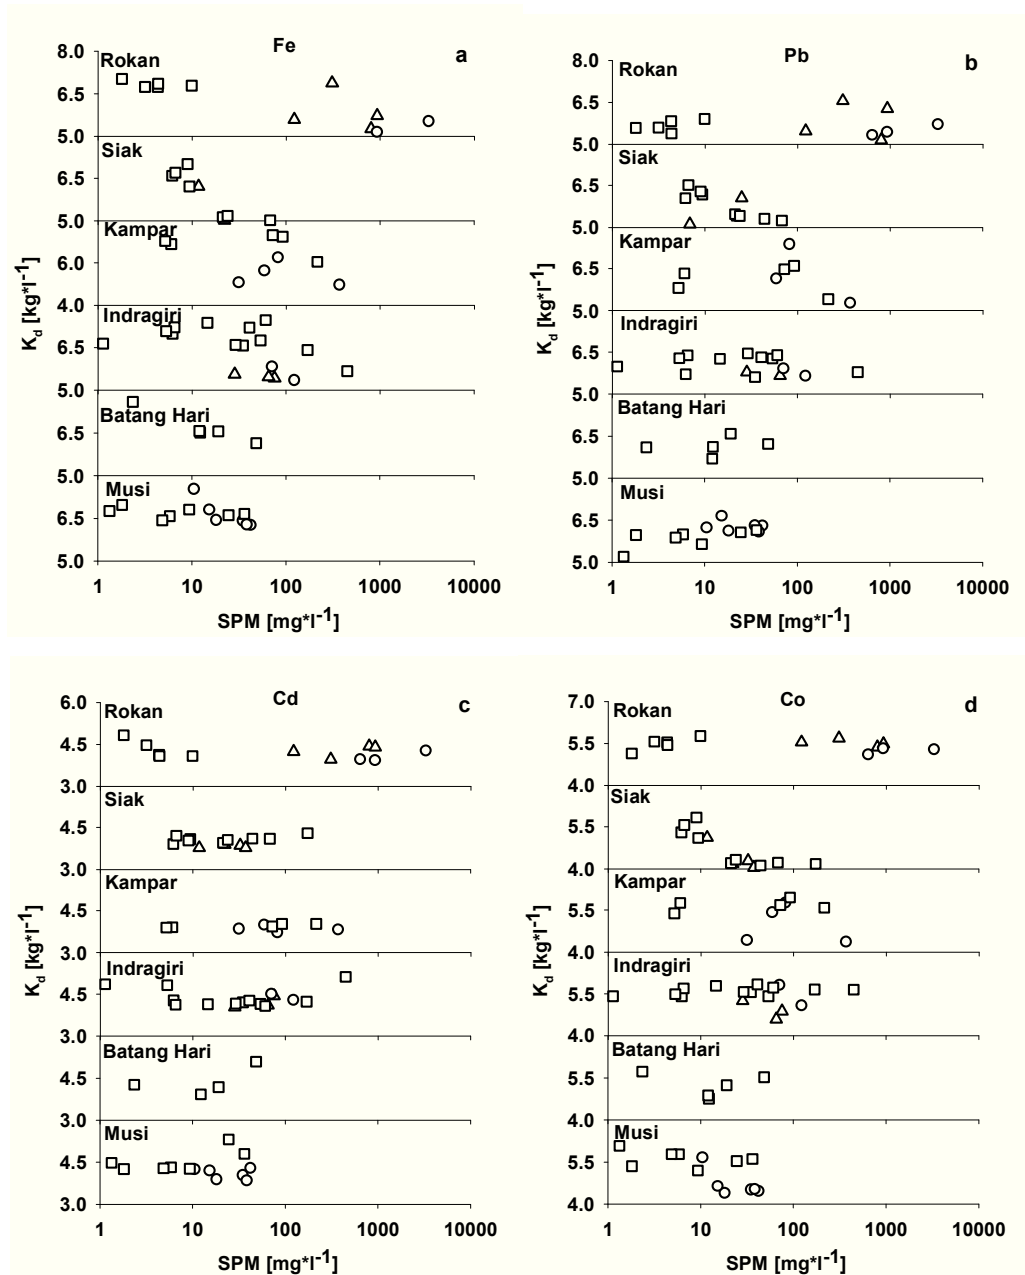 Fe
a
8.0
Rokan
6.5
5.0
Siak
6.5
5.0
Kampar
6.0
4.0
Indragiri
6.5
5.0
Batang Hari
6.5
5.0
Musi
6.5
5.0
1 10 100 1000 10000
SPM [mg*l-1]
Kd [kg*l-1]
Pb
b
8.0
Rokan
6.5
5.0
Siak
6.5
5.0
Kampar
6.5
5.0
Indragiri
6.5
5.0
Batang Hari
6.5
5.0
Musi
6.5
5.0
1 10 100 1000 10000
SPM [mg*l-1]
Cd
c
6.0
Rokan
4.5
3.0
Siak
4.5
3.0
Kampar
4.5
3.0
Indragiri
4.5
3.0
Batang Hari
4.5
3.0
Musi
4.5
3.0
1 10 100 1000 10000
SPM [mg*l-1]
Kd [kg*l-1]
Co
d
7.0
Rokan
5.5
4.0
Siak
5.5
4.0
Kampar
5.5
4.0
Indragiri
5.5
4.0
Batang Hari
5.5
4.0
Musi
5.5
4.0
1 10 100 1000 10000
SPM [mg*l-1]
Kd [kg*l-1]